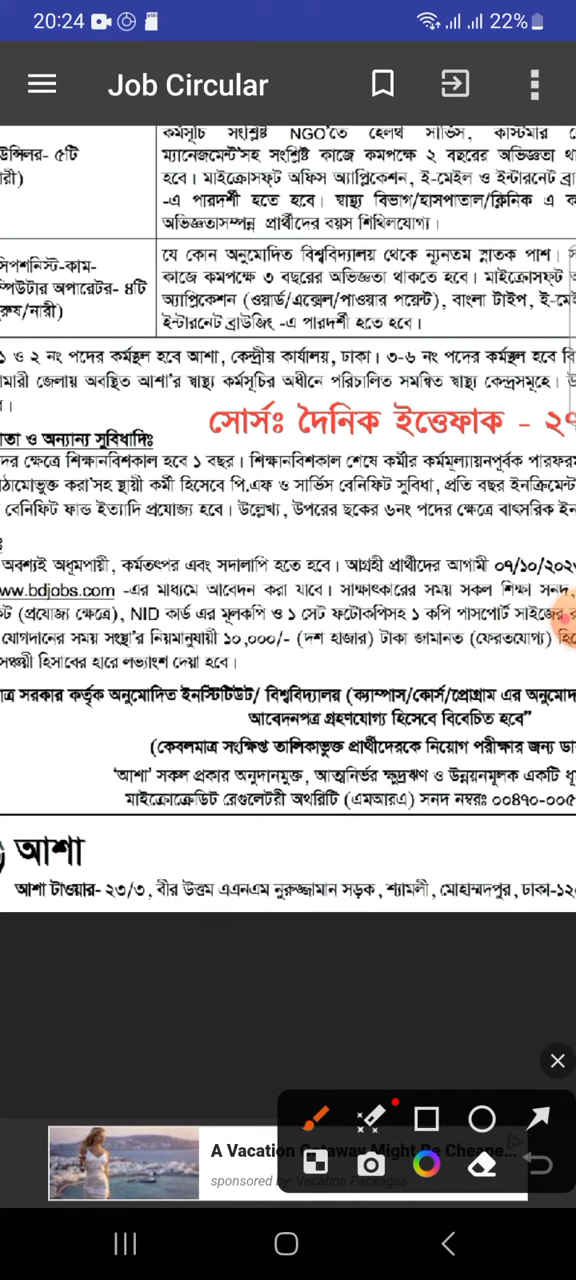 20:24
22%
Job Circular
কর্মসূচি সংশ্লিষ্ট NGO'তে হেলথ সার্ভিস, কাস্টমার
উন্সিলর- ৫টি
ম্যানেজমেন্ট'সহ সংশ্লিষ্ট কাজে কমপক্ষে ২ বছরের অভিজ্ঞতা
রী)
হবে। মাইক্রোসফ্ট অফিস অ্যাপ্লিকেশন, ই-মেইল ও ইন্টারনেট
-এ পারদর্শী হতে হবে। স্বাস্থ্য বিভাগ/হাসপাতাল/ক্লিনিক এ
অভিজ্ঞতাসম্পন্ন প্রার্থীদের বয়স শিথিলযোগ্য।
যে কোন অনুমোদিত বিশ্ববিদ্যালয় থেকে ন্যূনতম স্নাতক পাশ।
সিপশনিস্ট-কাম-
কাজে কমপক্ষে ৩ বছরের অভিজ্ঞতা থাকতে হবে। মাইক্রোসফ্ট
ম্পিউটার অপারেটর- ৪টি
অ্যাপ্লিকেশন (ওয়ার্ড/এক্সেল/পাওয়ার পয়েন্ট), বাংলা টাইপ,
রুষ/নারী)
ইন্টারনেট ব্রাউজিং -এ পারদর্শী হতে হবে।
১ ও ২ নং পদের কর্মস্থল হবে আশা, কেন্দ্রীয় কার্যালয়, ঢাকা। ৩-৬ নং পদের কর্মস্থল হবে
জেলায় অবস্থিত আশা'র স্বাস্থ্য কর্মসূচির অধীনে পরিচালিত সমন্বিত স্বাস্থ্য কেন্দ্রসমূহে।
সোর্সঃ দৈনিক ইত্তেফাক - ২৭
তা ও অন্যান্য সুবিধাদিঃ
দের ক্ষেত্রে শিক্ষানবিশকাল হবে ১ বছর। শিক্ষানবিশকাল শেষে কর্মীর কর্মমূল্যায়নপূর্বক
ঠামোভুক্ত করা'সহ স্থায়ী কর্মী হিসেবে পি.এফ ও সার্ভিস বেনিফিট সুবিধা, প্রতি বছর ইনক্রিমেন্ট
বেনিফিট ফান্ড ইত্যাদি প্রযোজ্য হবে। উল্লেখ্য, উপরের ছকের ৬নং পদের ক্ষেত্রে বাৎসরিক
অবশ্যই অধূমপায়ী, কর্মতৎপর এবং সদালাপি হতে হবে। আগ্রহী প্রার্থীদের আগামী ০৭/১০/২০২
ww.bdjobs.com -এর মাধ্যমে আবেদন করা যাবে। সাক্ষাৎকারের সময় সকল শিক্ষা সনদ,
(প্রযোজ্য ক্ষেত্রে), NID কার্ড এর মূলকপি ও ১ সেট ফটোকপিসহ ১ কপি পাসপোর্ট সাইজের
যোগদানের সময় সংস্থা'র নিয়মানুযায়ী ১০,০০০/- (দশ হাজার) টাকা জামানত (ফেরতযোগ্য)
সঞ্চয়ী হিসাবের হারে লভ্যাংশ দেয়া হবে।
ত্র সরকার কর্তৃক অনুমোদিত ইনস্টিটিউট/ বিশ্ববিদ্যালয় (ক্যাম্পাস/কোর্স/প্রোগ্রাম এর
আবেদনপত্র গ্রহণযোগ্য হিসেবে বিবেচিত হবে"
(কেবলমাত্র সংক্ষিপ্ত তালিকাভুক্ত প্রার্থীদেরকে নিয়োগ পরীক্ষার জন্য
'আশা' সকল প্রকার অনুদানমুক্ত, আত্মনির্ভর ক্ষুদ্রঋণ ও উন্নয়নমূলক একটি
মাইক্রোক্রেডিট রেগুলেটরী অথরিটি (এমআরএ) সনদ নম্বরঃ ০০৪৭০-০০৫
আশা
আশা টাওয়ার- ২৩/৩, বীর উত্তম এএনএম নুরুজ্জামান সড়ক, শ্যামলী, মোহাম্মদপুর, ঢাকা-১২
A Vacation Getaway Might Be Cheape...
sponsored by: Vacation Packages